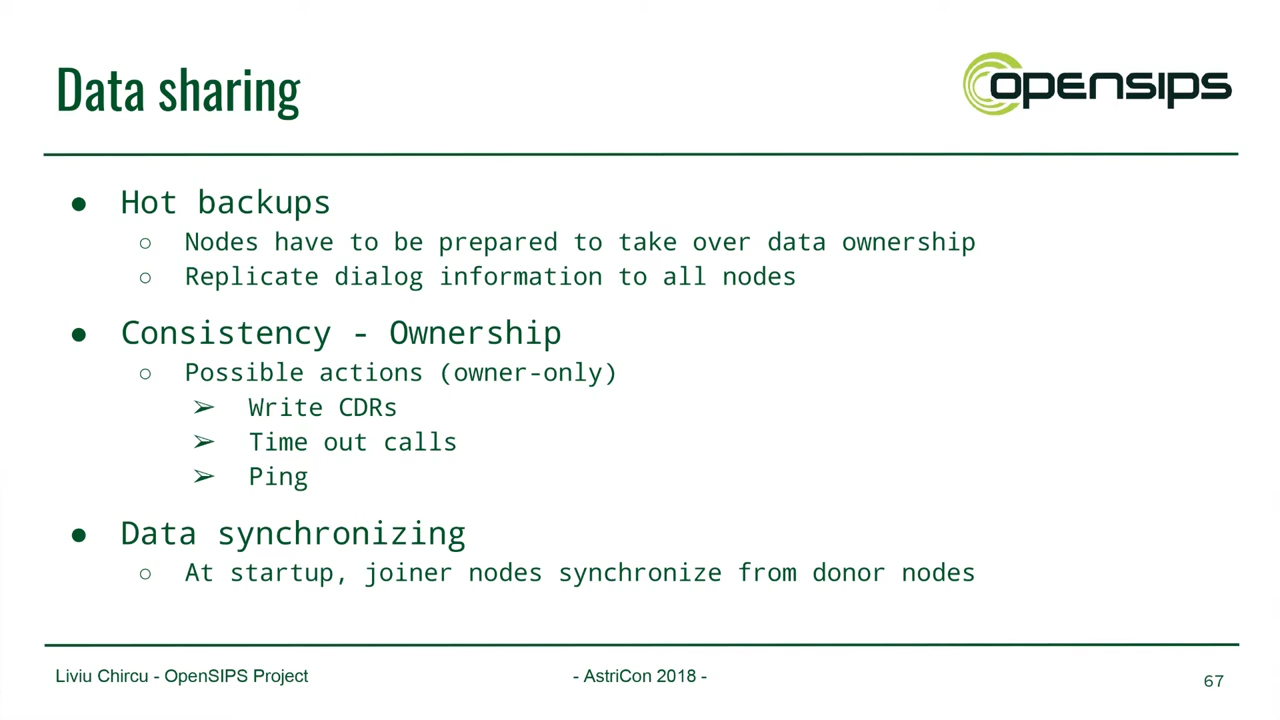 Data sharing
opensips
● Hot backups
○ Nodes have to be prepared to take over data ownership
○ Replicate dialog information to all nodes
● Consistency - Ownership
○ Possible actions (owner-only)
➢ Write CDRs
➢ Time out calls
➢ Ping
● Data synchronizing
○ At startup, joiner nodes synchronize from donor nodes
Liviu Chircu - OpenSIPS Project
- AstriCon 2018 -
67